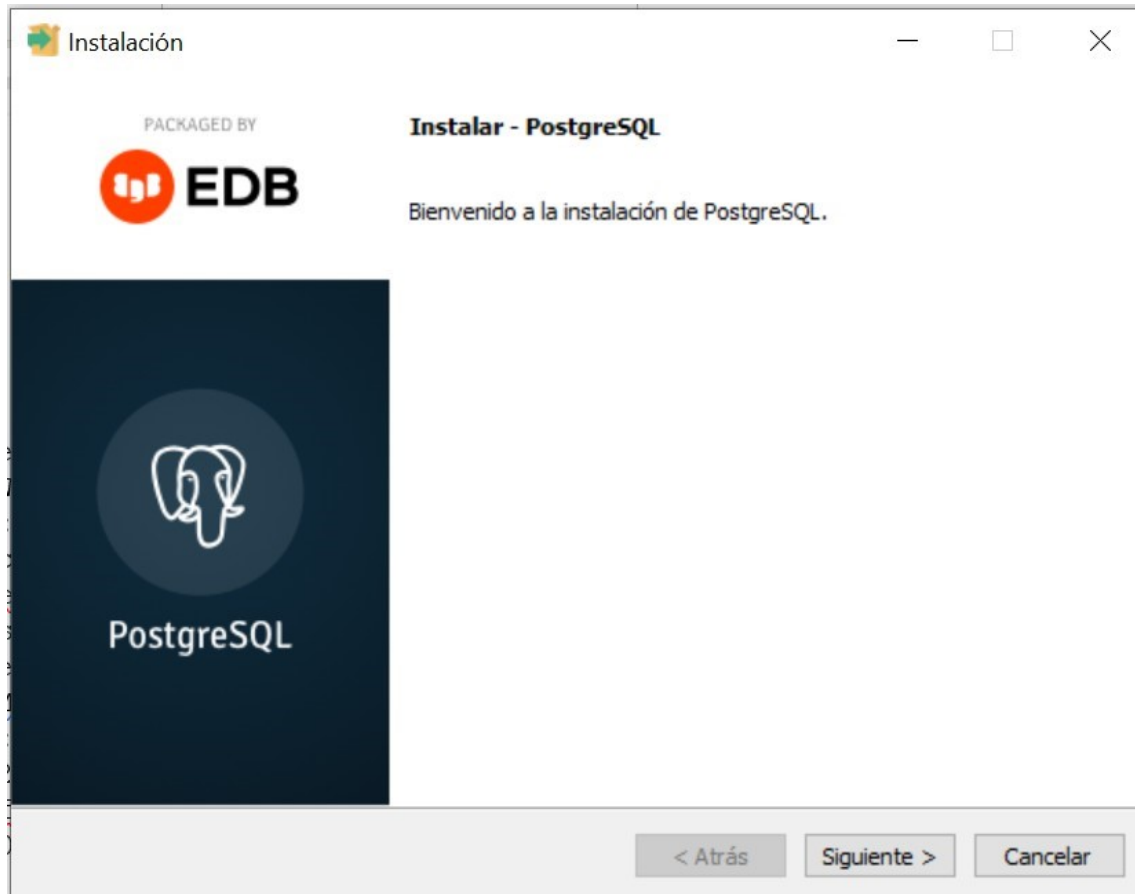 Instalación
PACKAGED BY
EDB
Instalar - PostgreSQL
Bienvenido a la instalación de PostgreSQL.
PostgreSQL
< Atrás
Siguiente >
Cancelar